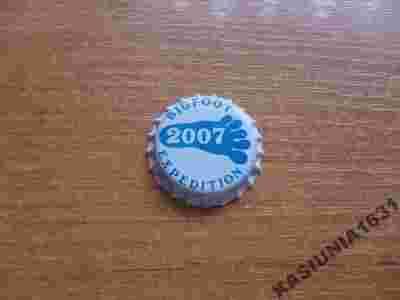 BIGFOOT
2007
EXPEDITION
KASIUNIA1631